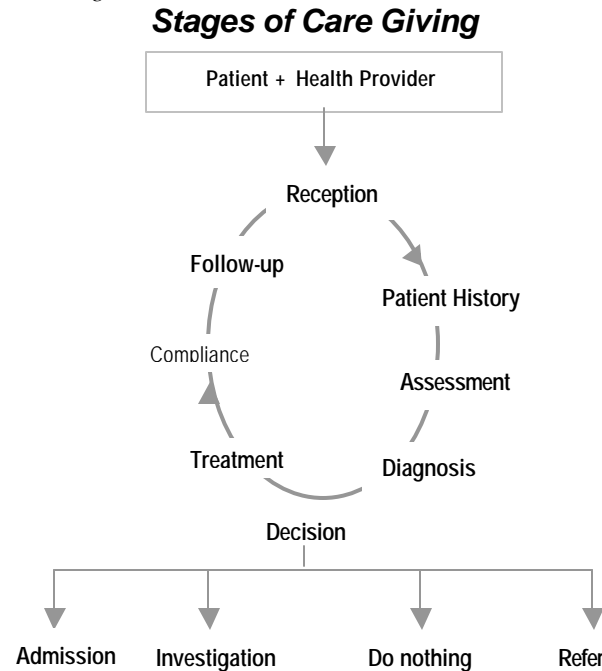 Stages of Care Giving
Patient + Health Provider
Reception
Follow-up
Patient History
Compliance
Assessment
Treatment
Diagnosis
Decision
Admission Investigation Do nothing Refer